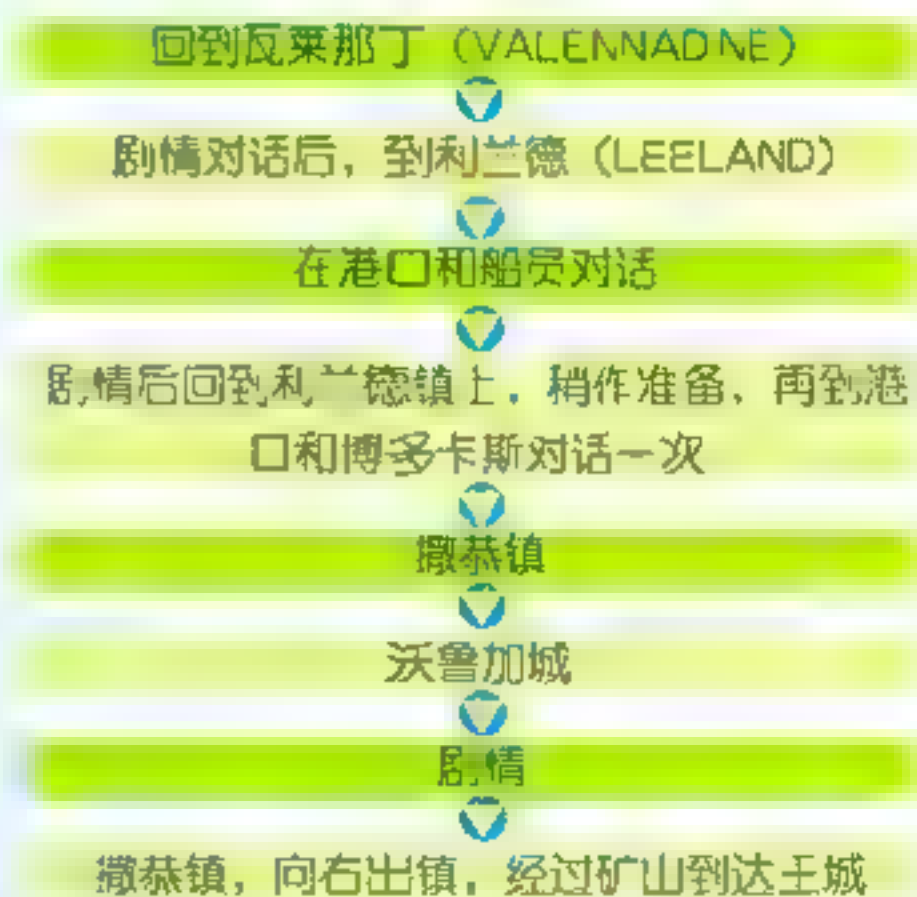 回到瓦莱那丁（VALENNADINE）
剧情对话后，到利兰德（LEELAND）
在港口和船员对话
剧情后回到利兰德镇上，稍作准备，再到港
口和博多卡斯对话一次
撒恭镇
沃鲁加城
剧情
撒恭镇，向右出镇，经过矿山到达王城